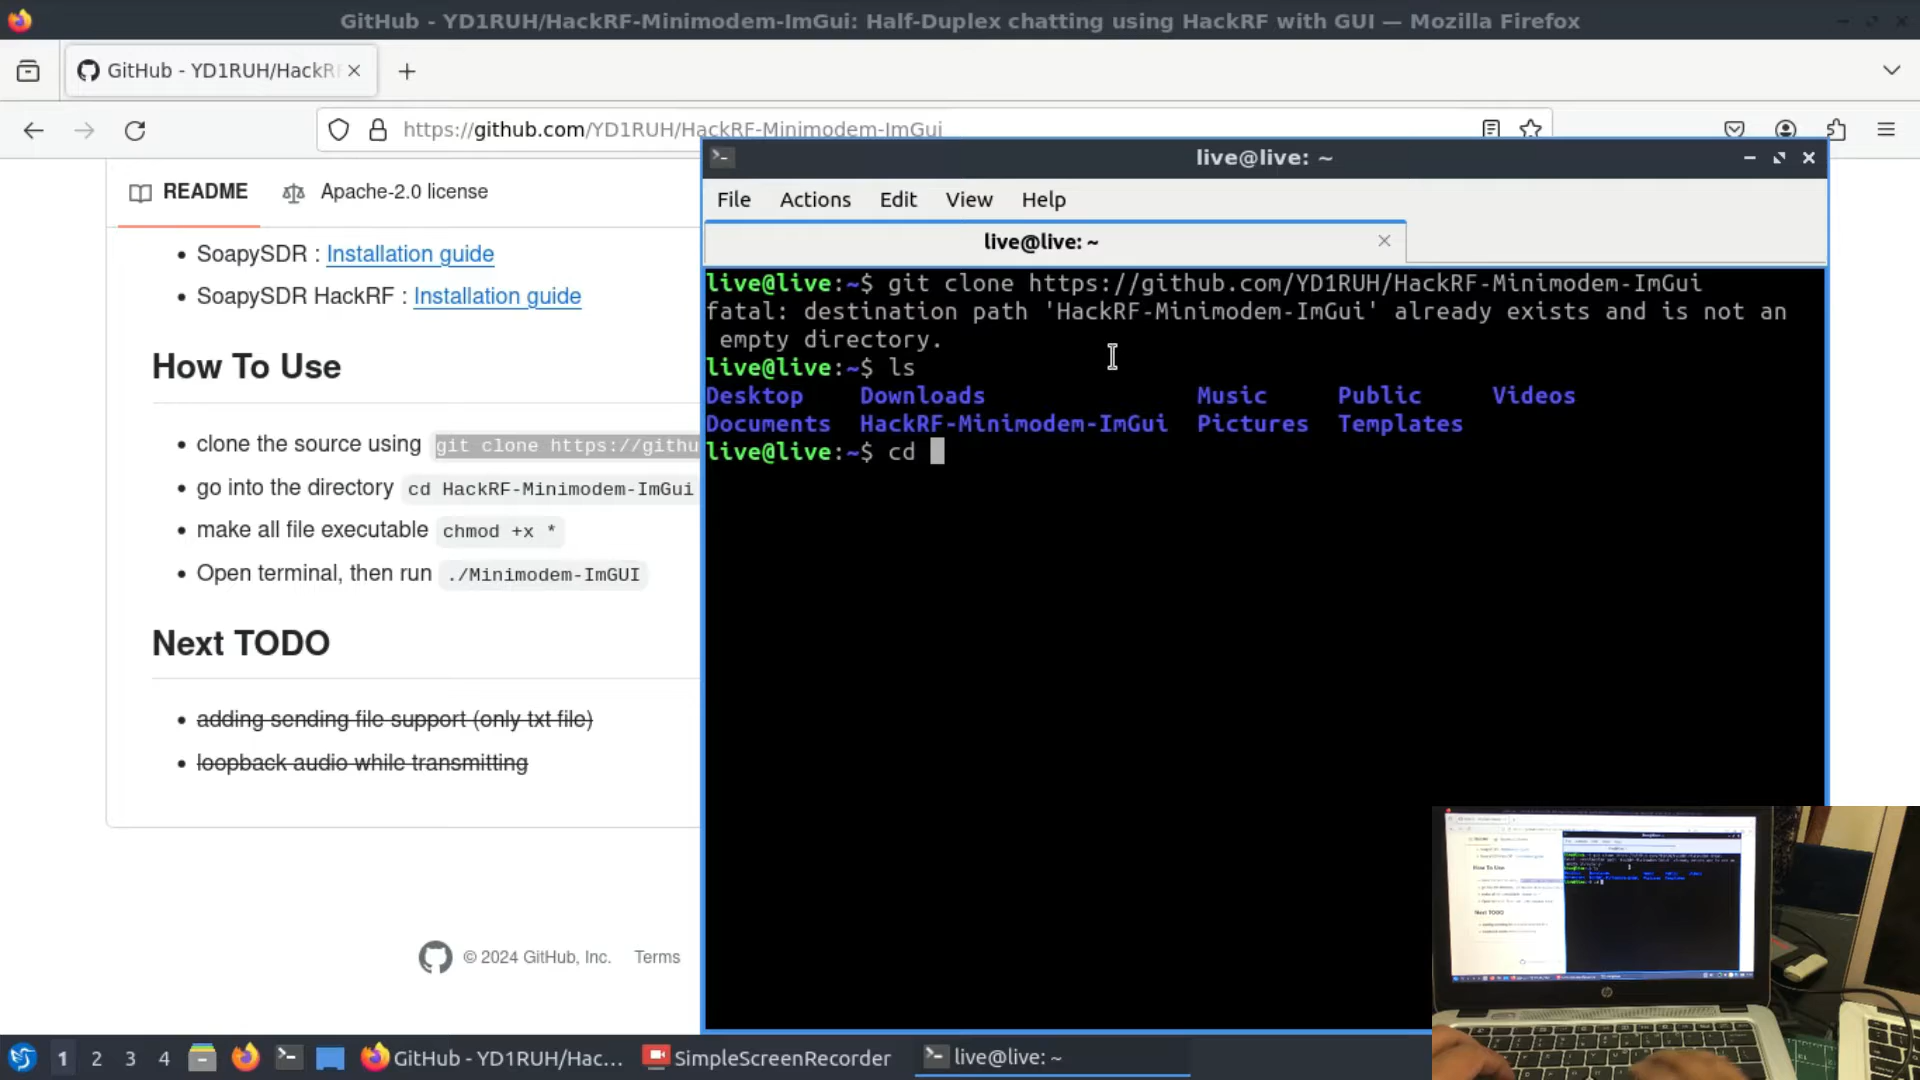 GitHub - YD1RUH/HackRF-Minimodem-ImGui: Half-Duplex chatting using HackRF with GUI — Mozilla Firefox
GitHub - YD1RUH/HackR
https://github.com/YD1RUH/HackRF-Minimodem-ImGui
README
Apache-2.0 license
SoapySDR : Installation guide
SoapySDR HackRF : Installation guide
How To Use
clone the source using git clone https://githu
go into the directory cd HackRF-Minimodem-ImGui
make all file executable chmod +x *
Open terminal, then run ./Minimodem-ImGUI
Next TODO
adding sending file support (only txt file)
loopback audio while transmitting
© 2024 GitHub, Inc. Terms
live@live: ~
File Actions Edit View Help
live@live: ~
live@live:~$ git clone https://github.com/YD1RUH/HackRF-Minimodem-ImGui
fatal: destination path 'HackRF-Minimodem-ImGui' already exists and is not an
empty directory.
live@live:~$ ls
Desktop Downloads Music Public Videos
Documents HackRF-Minimodem-ImGui Pictures Templates
live@live:~$ cd
How To Use
Next TODO
hp
1 2 3 4 GitHub - YD1RUH/Hac... SimpleScreenRecorder live@live: ~